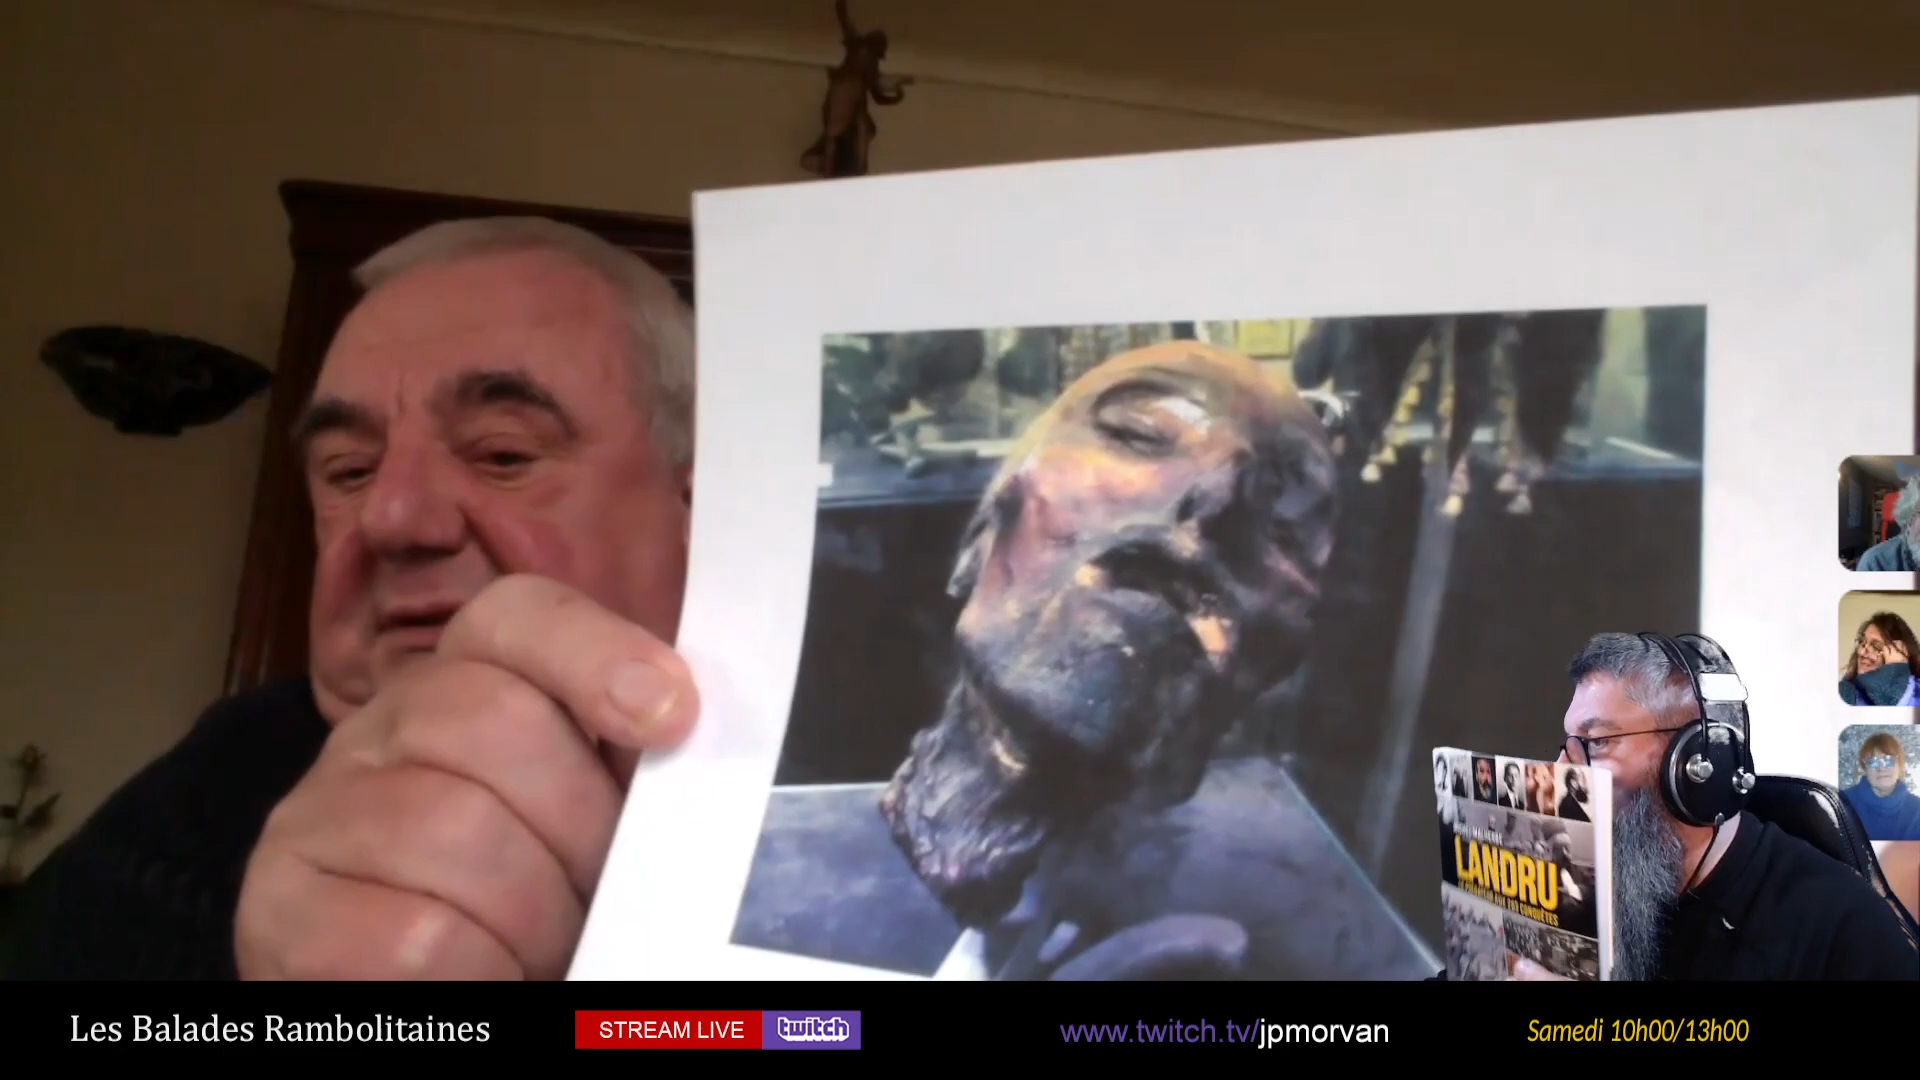 LANDRU
Les Balades Rambolitaines
STREAM LIVE
twitch
www.twitch.tv/jpmorvan
Samedi 10h00/13h00